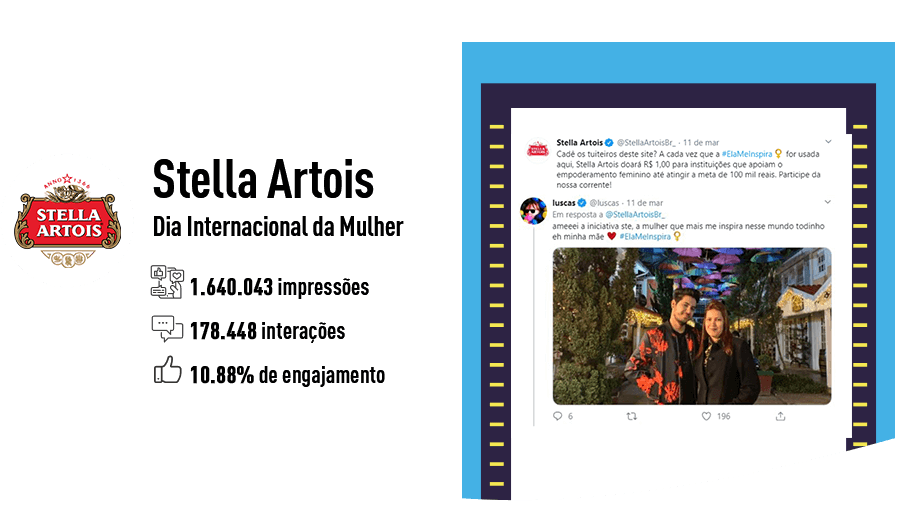 ANNO 1366
STELLA
ARTOIS
Stella Artois
Dia Internacional da Mulher
1.640.043 impressões
178.448 interações
10.88% de engajamento
Stella Artois @StellaArtoisBr_ · 11 de mar
Cadê os tuiteiros deste site? A cada vez que a #ElaMeInspira for usada
aqui, Stella Artois doará R$ 1,00 para instituições que apoiam o
empoderamento feminino até atingir a meta de 100 mil reais. Participe da
nossa corrente!
luscas @luscas · 11 de mar
Em resposta a @StellaArtoisBr_
ameeei a iniciativa ste, a mulher que mais me inspira nesse mundo todinho
eh minha mãe ❤ #ElaMeInspira
6 196